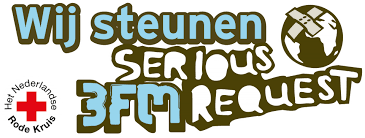 Wij steunen
SERIOUS
3FM REQUEST
Het Nederlandse
Rode Kruis